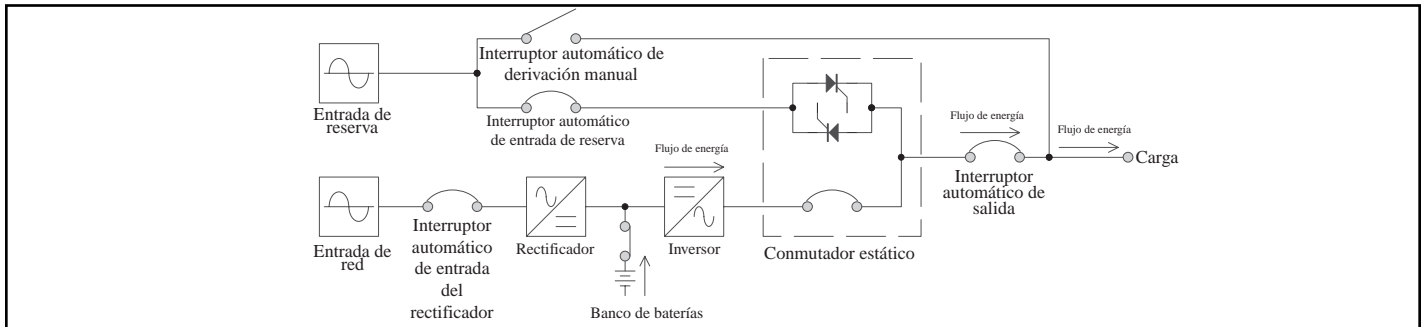 Interruptor automático de
derivación manual
Entrada de
reserva
Interruptor automático
de entrada de reserva
Flujo de energía
Flujo de energía
Flujo de energía
Carga
Interruptor
automático de
salida
Entrada de
red
Interruptor
automático
de entrada
del
rectificador
Rectificador
Inversor
Conmutador estático
Banco de baterías